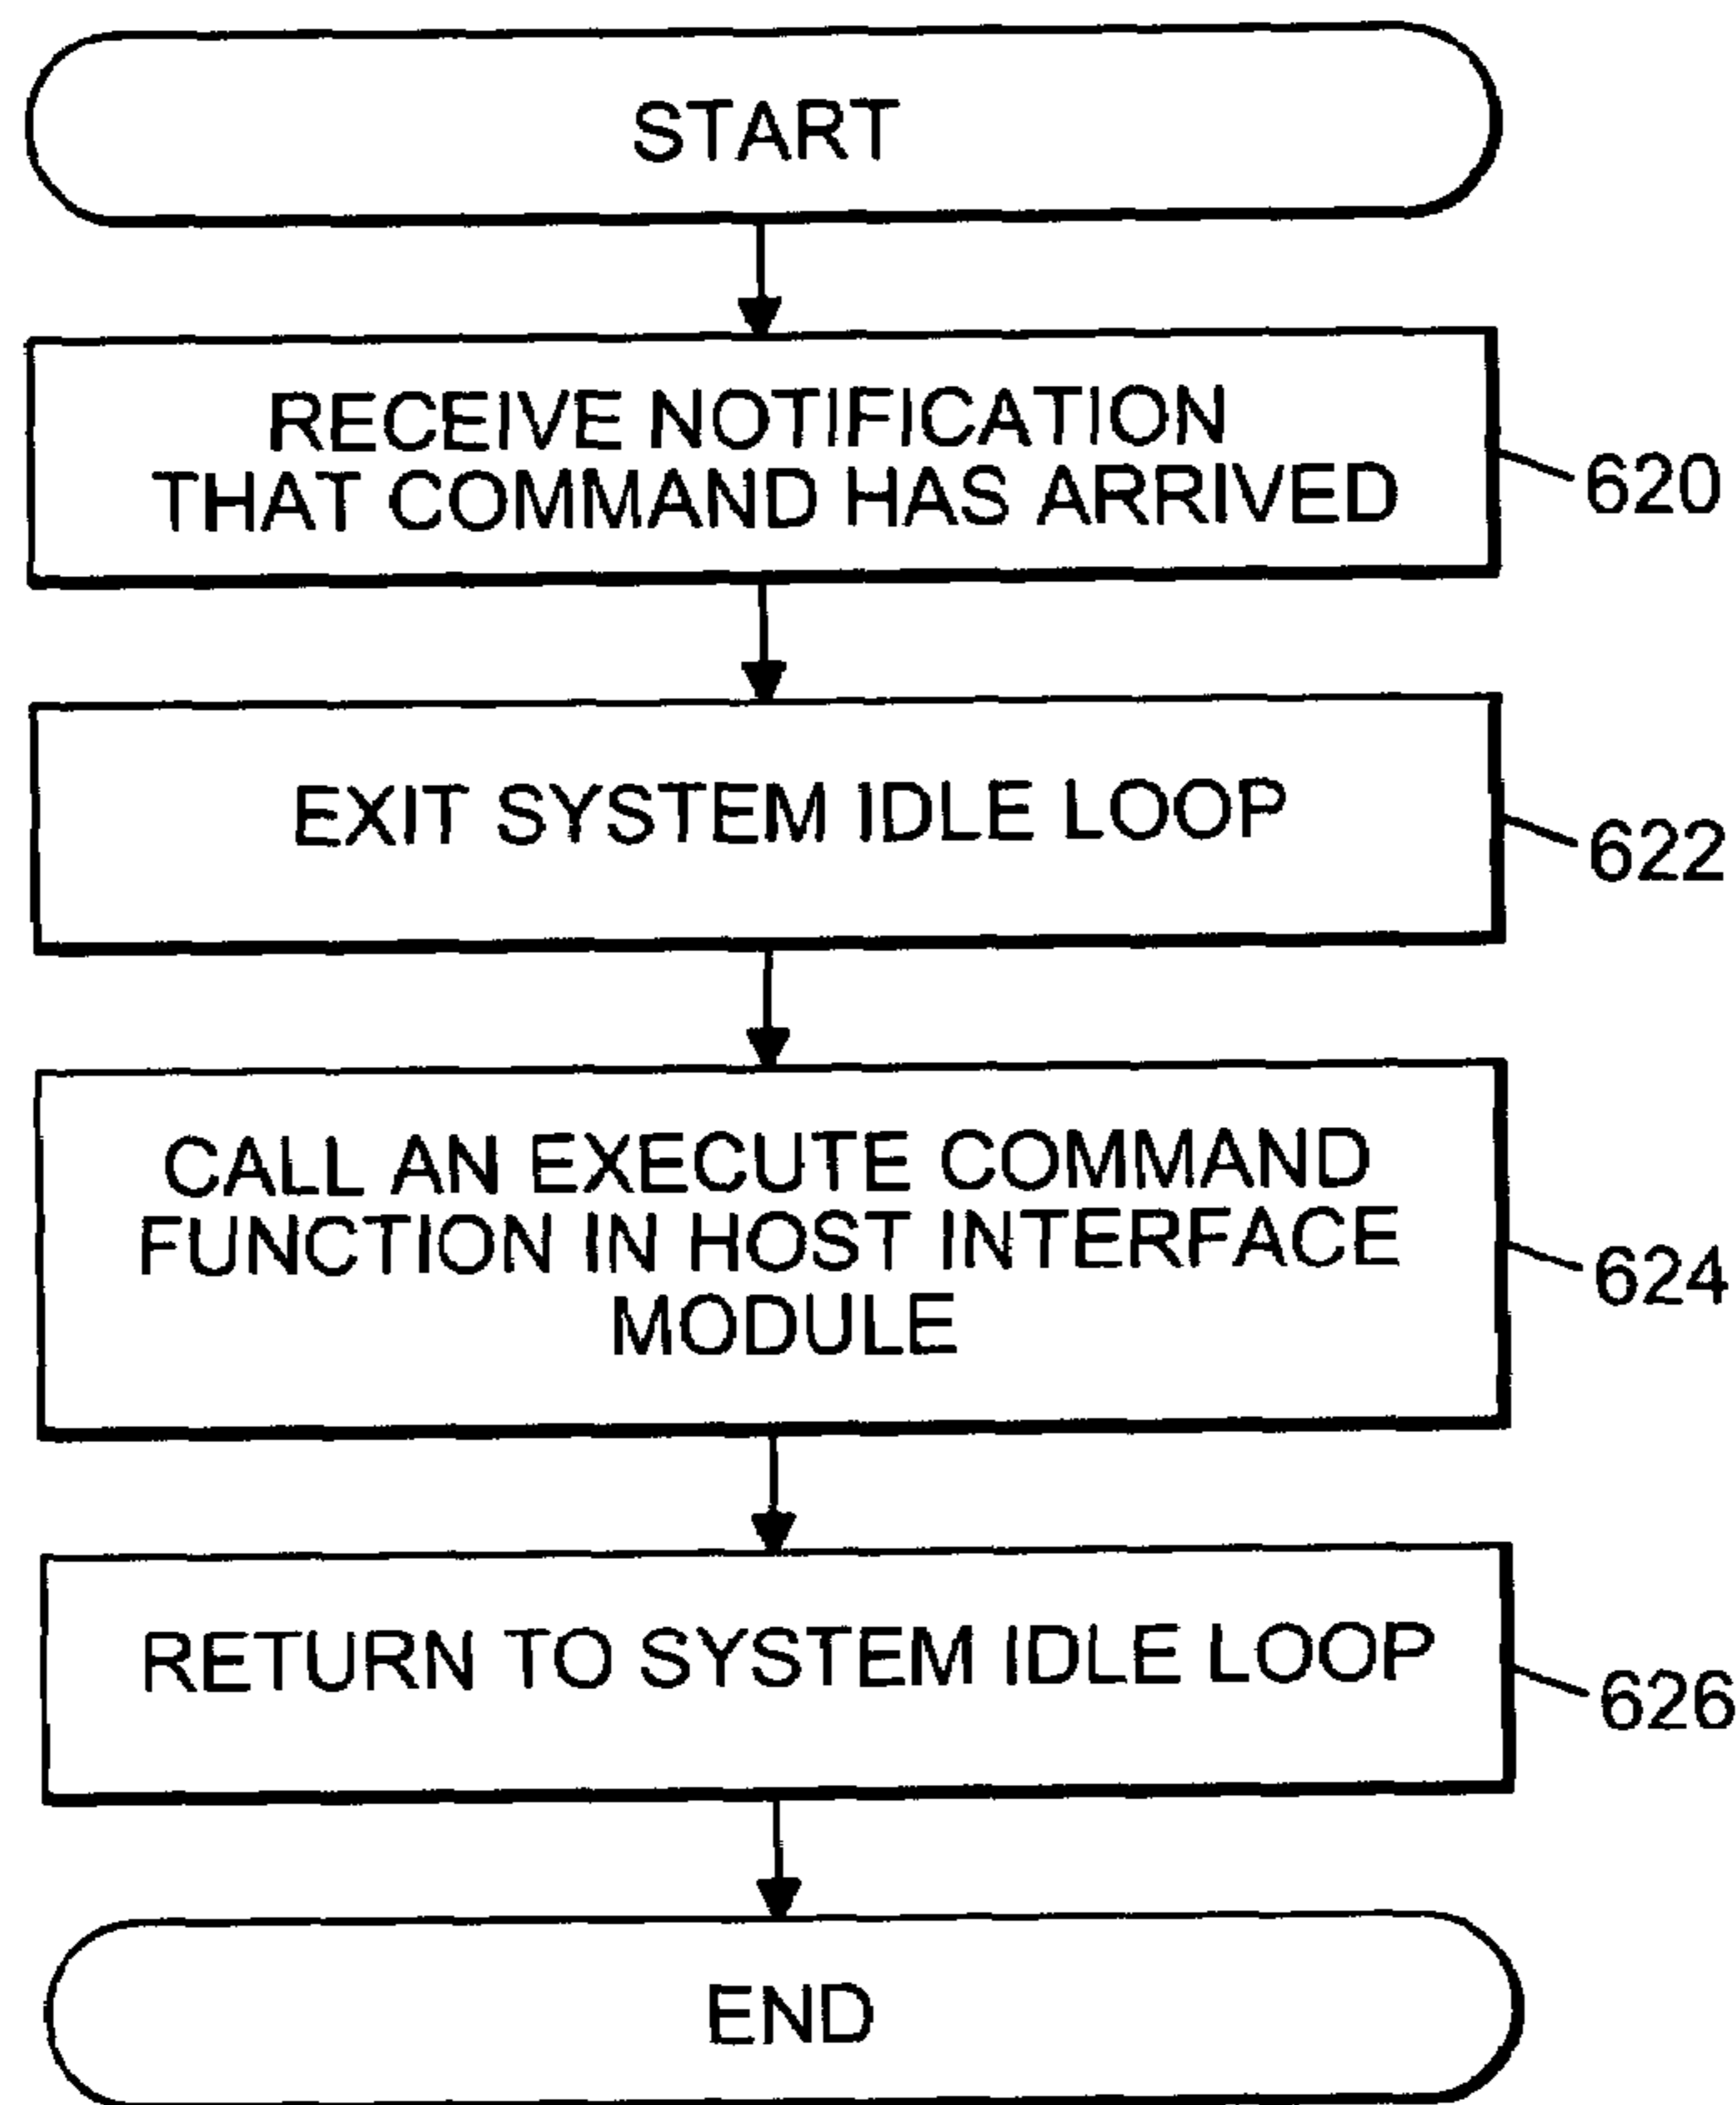 START
RECEIVE NOTIFICATION
THAT COMMAND HAS ARRIVED
620
EXIT SYSTEM IDLE LOOP
622
CALL AN EXECUTE COMMAND
FUNCTION IN HOST INTERFACE
MODULE
624
RETURN TO SYSTEM IDLE LOOP
626
END